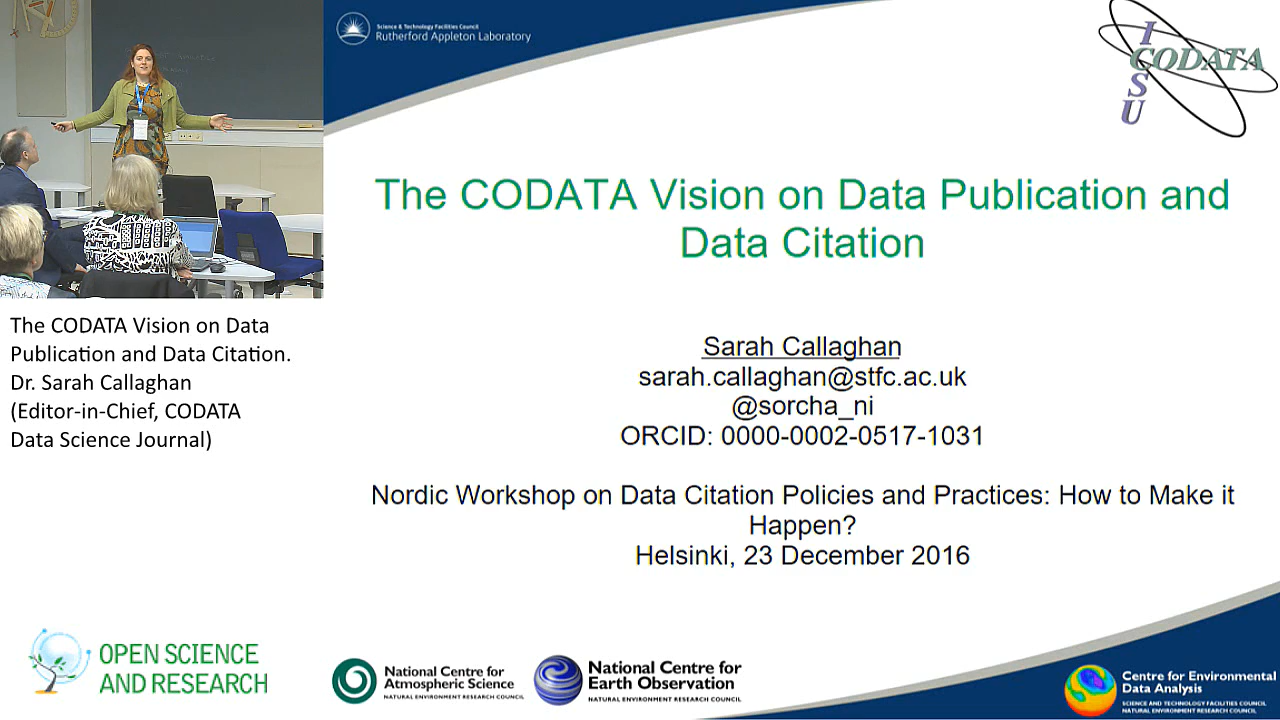 Science & Technology Facilities Council
Rutherford Appleton Laboratory
ICSU
CODATA
The CODATA Vision on Data Publication and
Data Citation
Sarah Callaghan
sarah.callaghan@stfc.ac.uk
@sorcha_ni
ORCID: 0000-0002-0517-1031
Nordic Workshop on Data Citation Policies and Practices: How to Make it
Happen?
Helsinki, 23 December 2016
The CODATA Vision on Data
Publication and Data Citation.
Dr. Sarah Callaghan
(Editor-in-Chief, CODATA
Data Science Journal)
OPEN SCIENCE
AND RESEARCH
National Centre for
Atmospheric Science
NATURAL ENVIRONMENT RESEARCH COUNCIL
National Centre for
Earth Observation
NATURAL ENVIRONMENT RESEARCH COUNCIL
Centre for Environmental
Data Analysis
SCIENCE AND TECHNOLOGY FACILITIES COUNCIL
NATURAL ENVIRONMENT RESEARCH COUNCIL